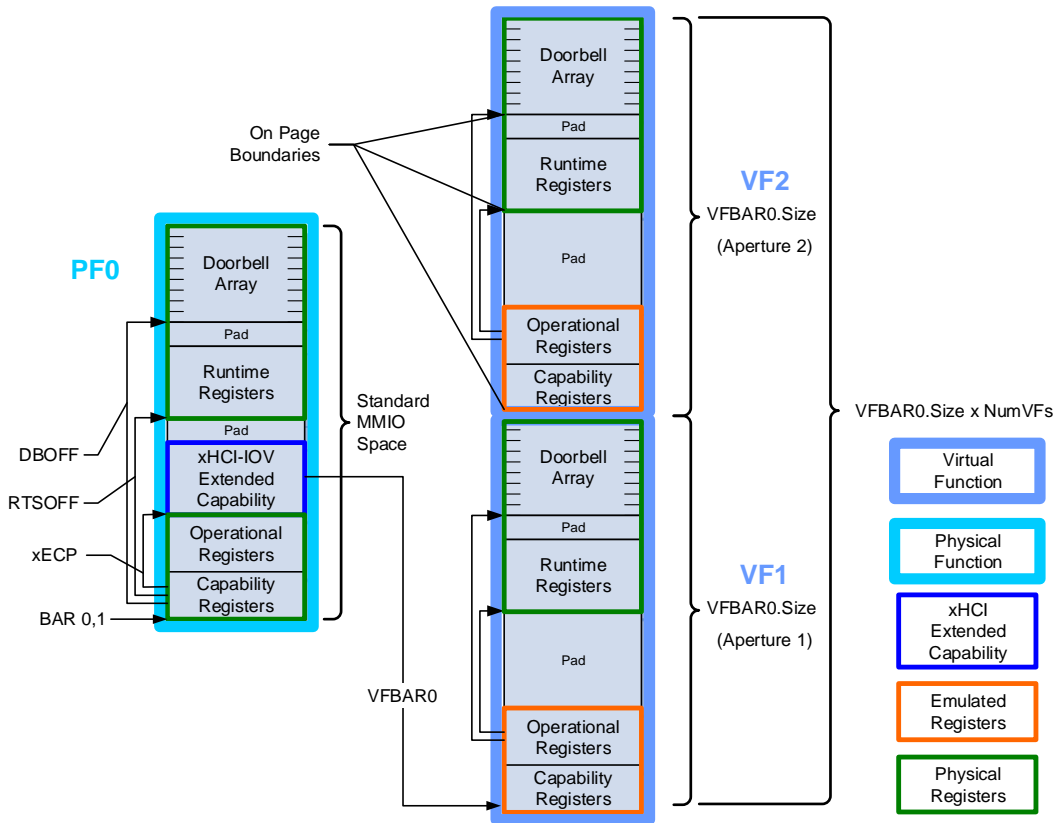 PF0
Doorbell
Array
Pad
Runtime
Registers
Pad
xHCI-IOV
Extended
Capability
Operational
Registers
Capability
Registers
DBOFF
RTSOFF
xECP
BAR 0,1
Standard
MMIO
Space
On Page
Boundaries
VFBAR0
Doorbell
Array
Pad
Runtime
Registers
Pad
Operational
Registers
Capability
Registers
VF2
VFBAR0.Size
(Aperture 2)
Doorbell
Array
Pad
Runtime
Registers
Pad
Operational
Registers
Capability
Registers
VF1
VFBAR0.Size
(Aperture 1)
VFBAR0.Size x NumVFs
Virtual
Function
Physical
Function
xHCI
Extended
Capability
Emulated
Registers
Physical
Registers